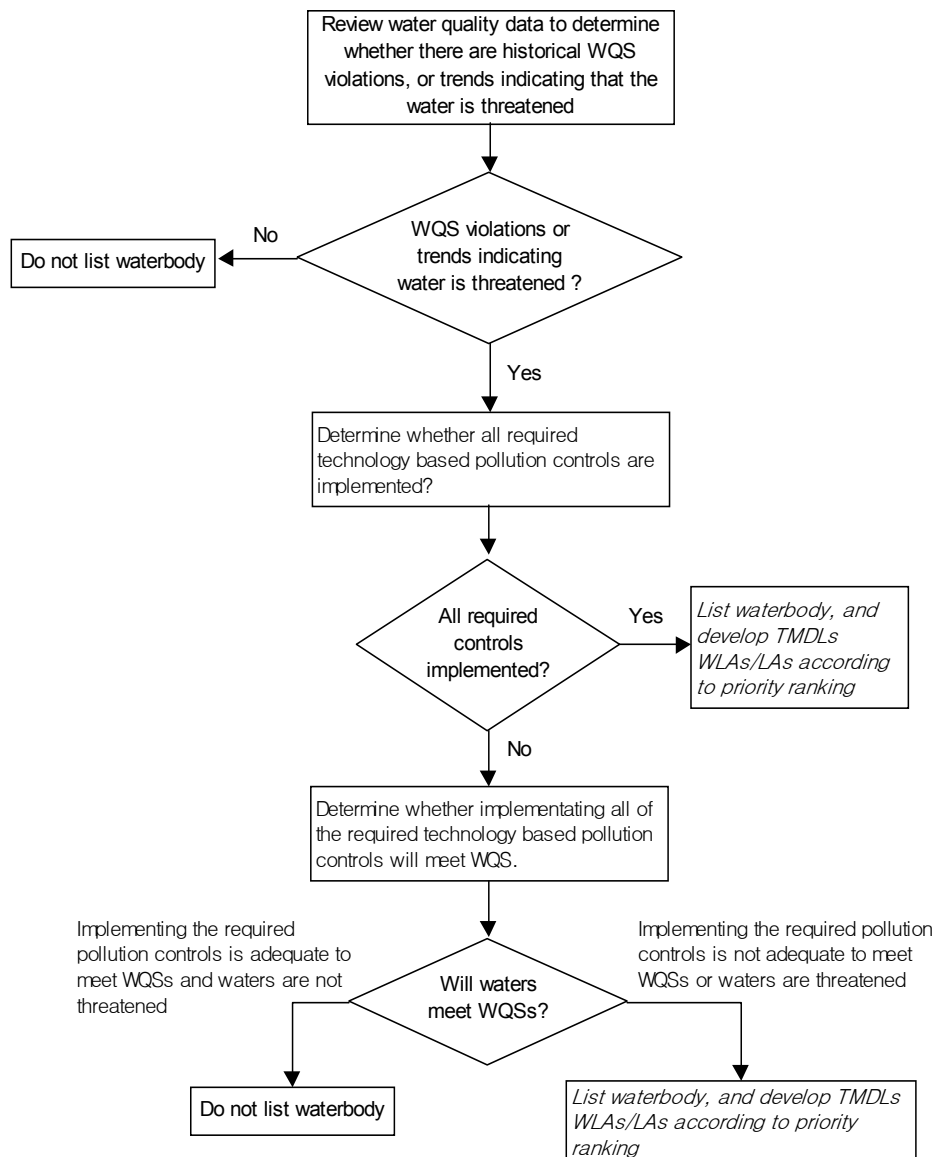 Review water quality data to determine
whether there are historical WQS
violations, or trends indicating that the
water is threatened
WQS violations or
trends indicating
water is threatened ?
No
Do not list waterbody
Yes
Determine whether all required
technology based pollution controls are
implemented?
All required
controls
implemented?
Yes
List waterbody, and
develop TMDLs
WLAs/LAs according
to priority ranking
No
Determine whether implementating all of
the required technology based pollution
controls will meet WQS.
Implementing the required
pollution controls is adequate to
meet WQSs and waters are not
threatened
Will waters
meet WQSs?
Implementing the required pollution
controls is not adequate to meet
WQSs or waters are threatened
Do not list waterbody
List waterbody, and develop TMDLs
WLAs/LAs according to priority
ranking